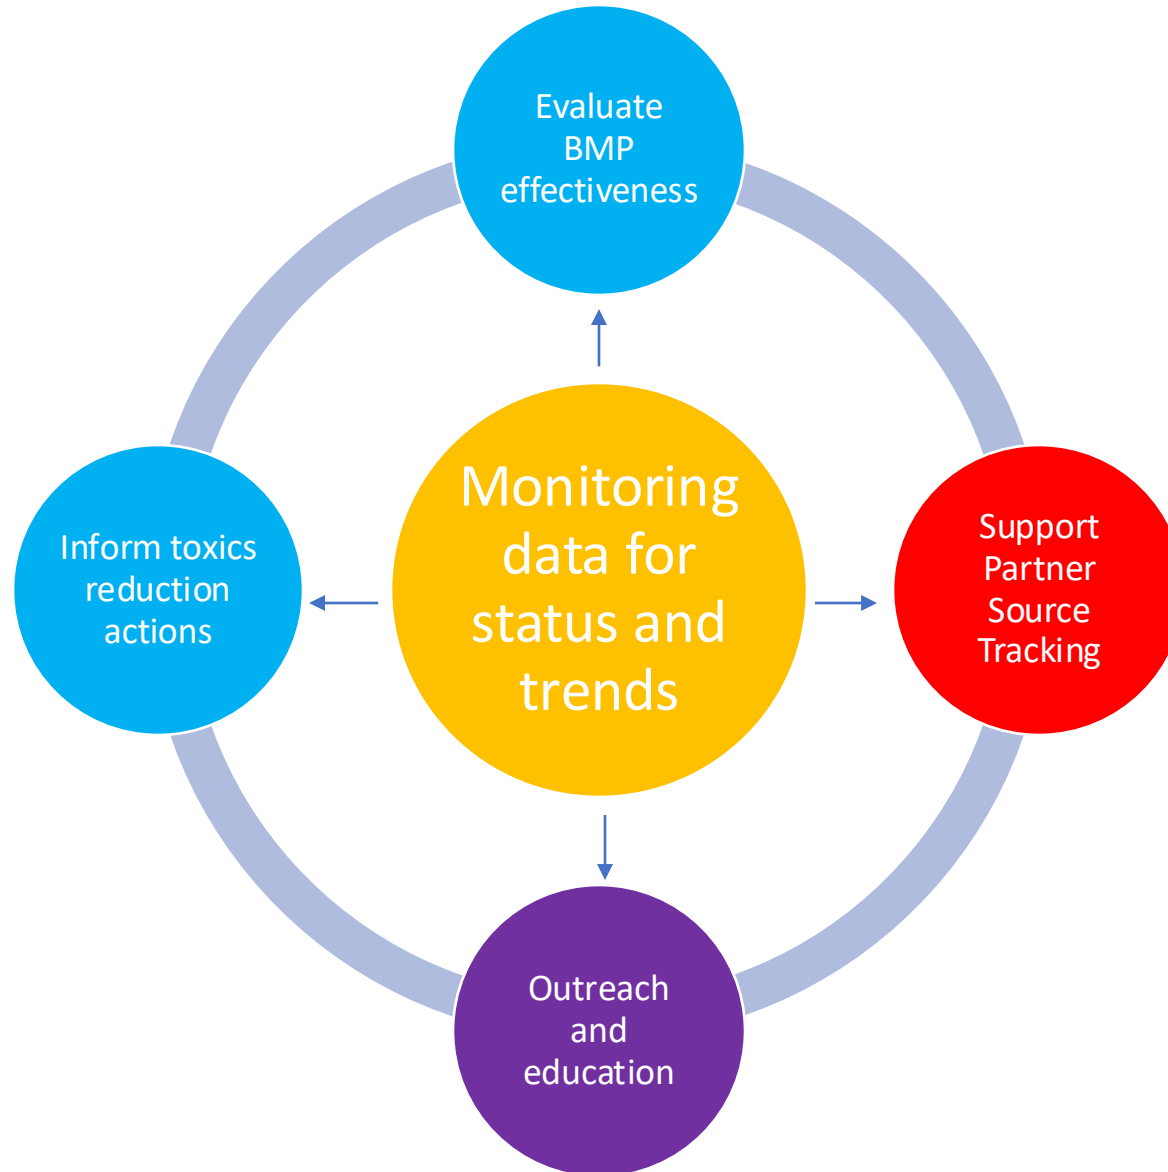 Evaluate
BMP
effectiveness
Monitoring
data for
status and
trends
Inform toxics
reduction
actions
Support
Partner
Source
Tracking
Outreach
and
education